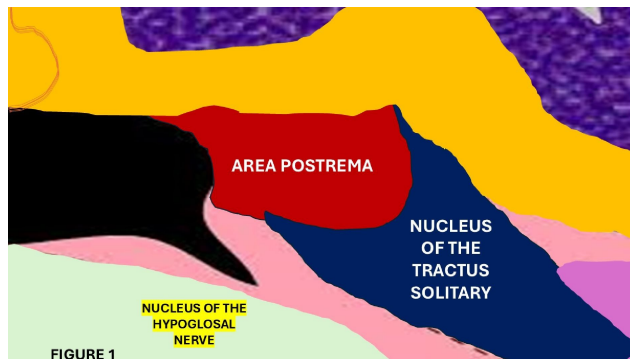 AREA POSTREMA
NUCLEUS
OF THE
TRACTUS
SOLITARY
NUCLEUS OF THE
HYPOGLOSAL
NERVE
FIGURE 1